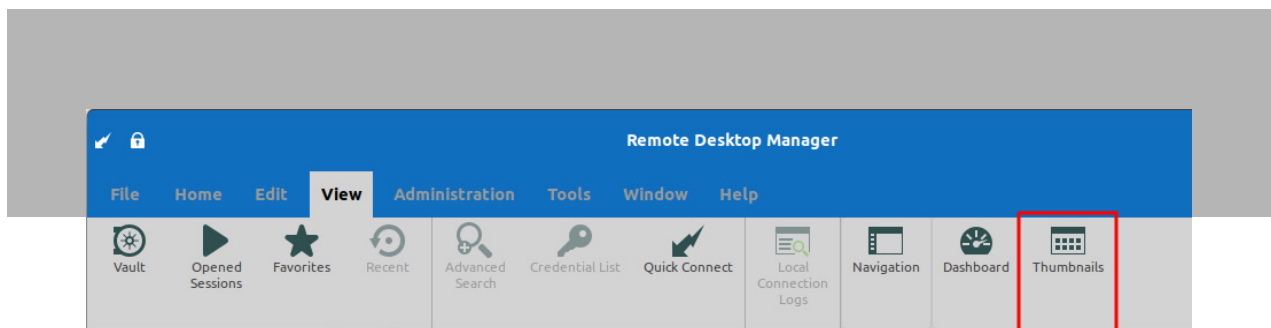 Remote Desktop Manager
File Home Edit View Administration Tools Window Help
Vault Opened Favorites Recent Advanced Credential List Quick Connect Local Navigation Dashboard Thumbnails
Sessions Search Connection
Logs